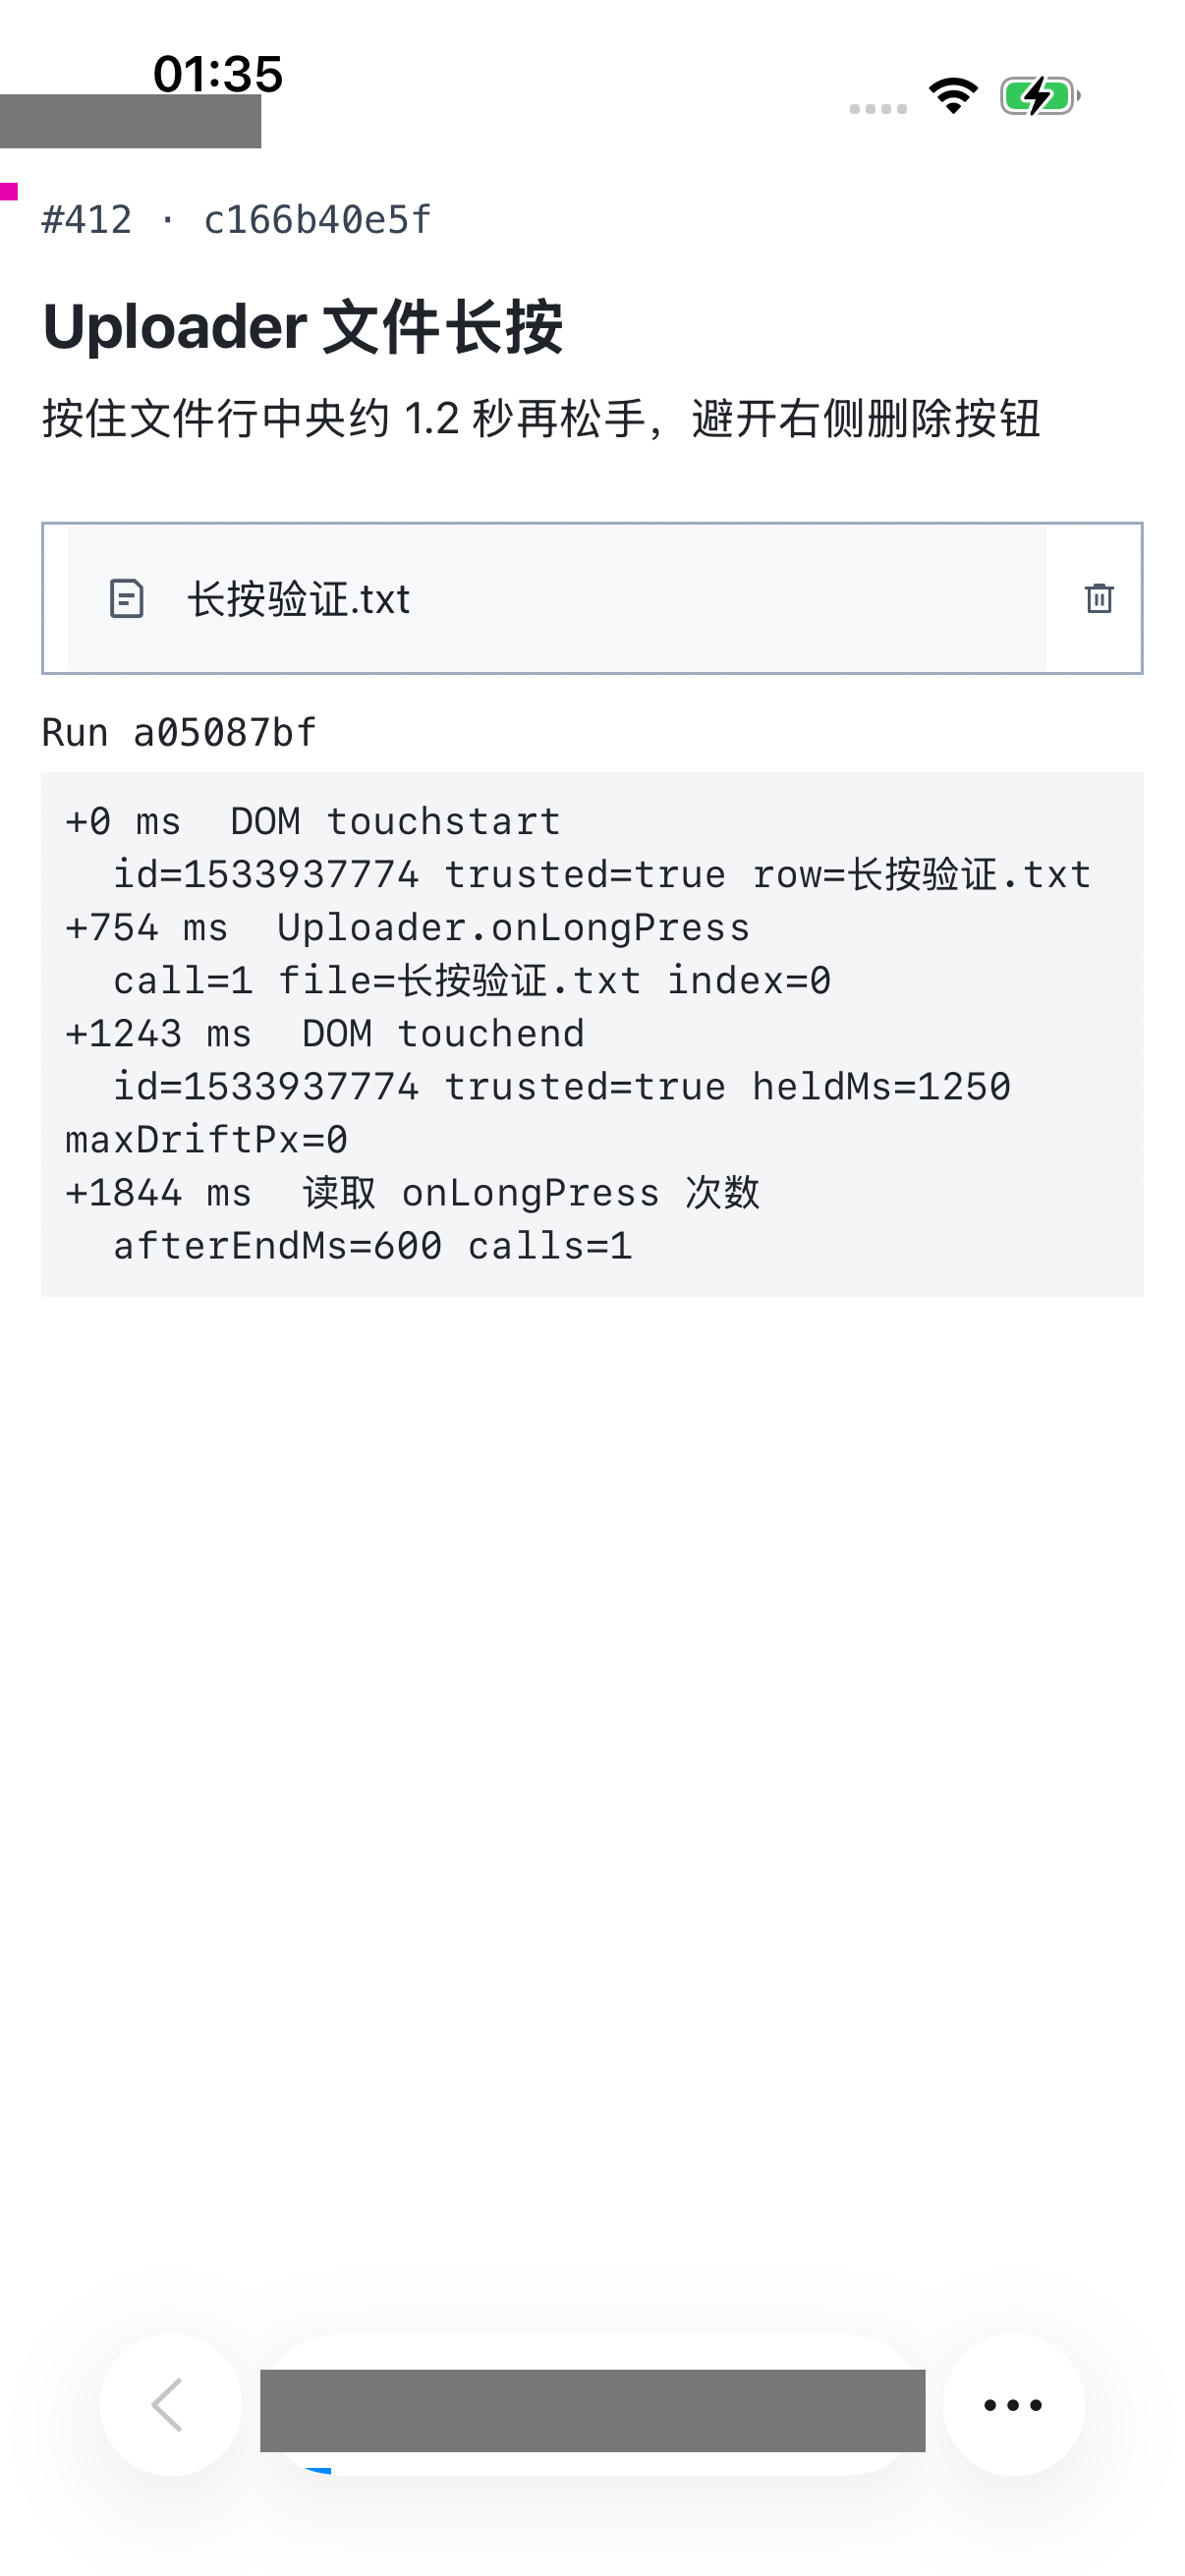 01:35
#412 · c166b40e5f
Uploader 文件长按
按住文件行中央约 1.2 秒再松手，避开右侧删除按钮
长按验证.txt
Run a05087bf
+0 ms  DOM touchstart
  id=1533937774 trusted=true row=长按验证.txt
+754 ms  Uploader.onLongPress
  call=1 file=长按验证.txt index=0
+1243 ms  DOM touchend
  id=1533937774 trusted=true heldMs=1250
maxDriftPx=0
+1844 ms  读取 onLongPress 次数
  afterEndMs=600 calls=1